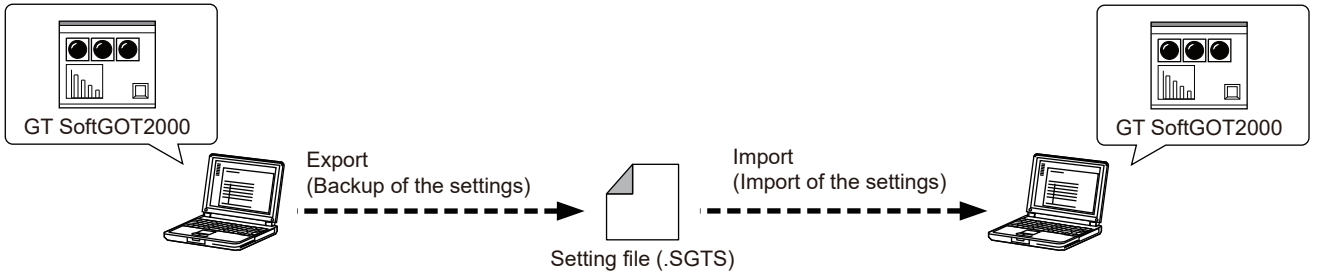 GT SoftGOT2000
GT SoftGOT2000
Export
(Backup of the settings)
Import
(Import of the settings)
Setting file (.SGTS)